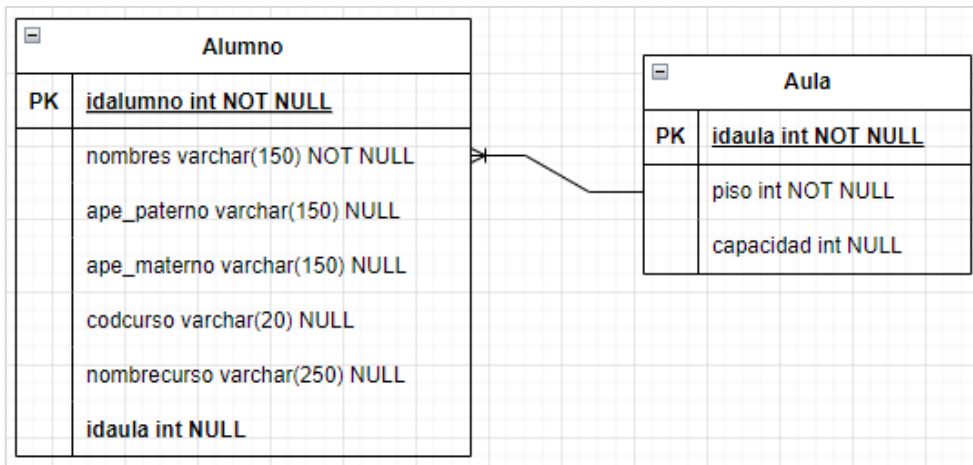 Alumno
PK idalumno int NOT NULL
nombres varchar(150) NOT NULL
ape_paterno varchar(150) NULL
ape_materno varchar(150) NULL
codcurso varchar(20) NULL
nombrecurso varchar(250) NULL
idaula int NULL
Aula
PK idaula int NOT NULL
piso int NOT NULL
capacidad int NULL